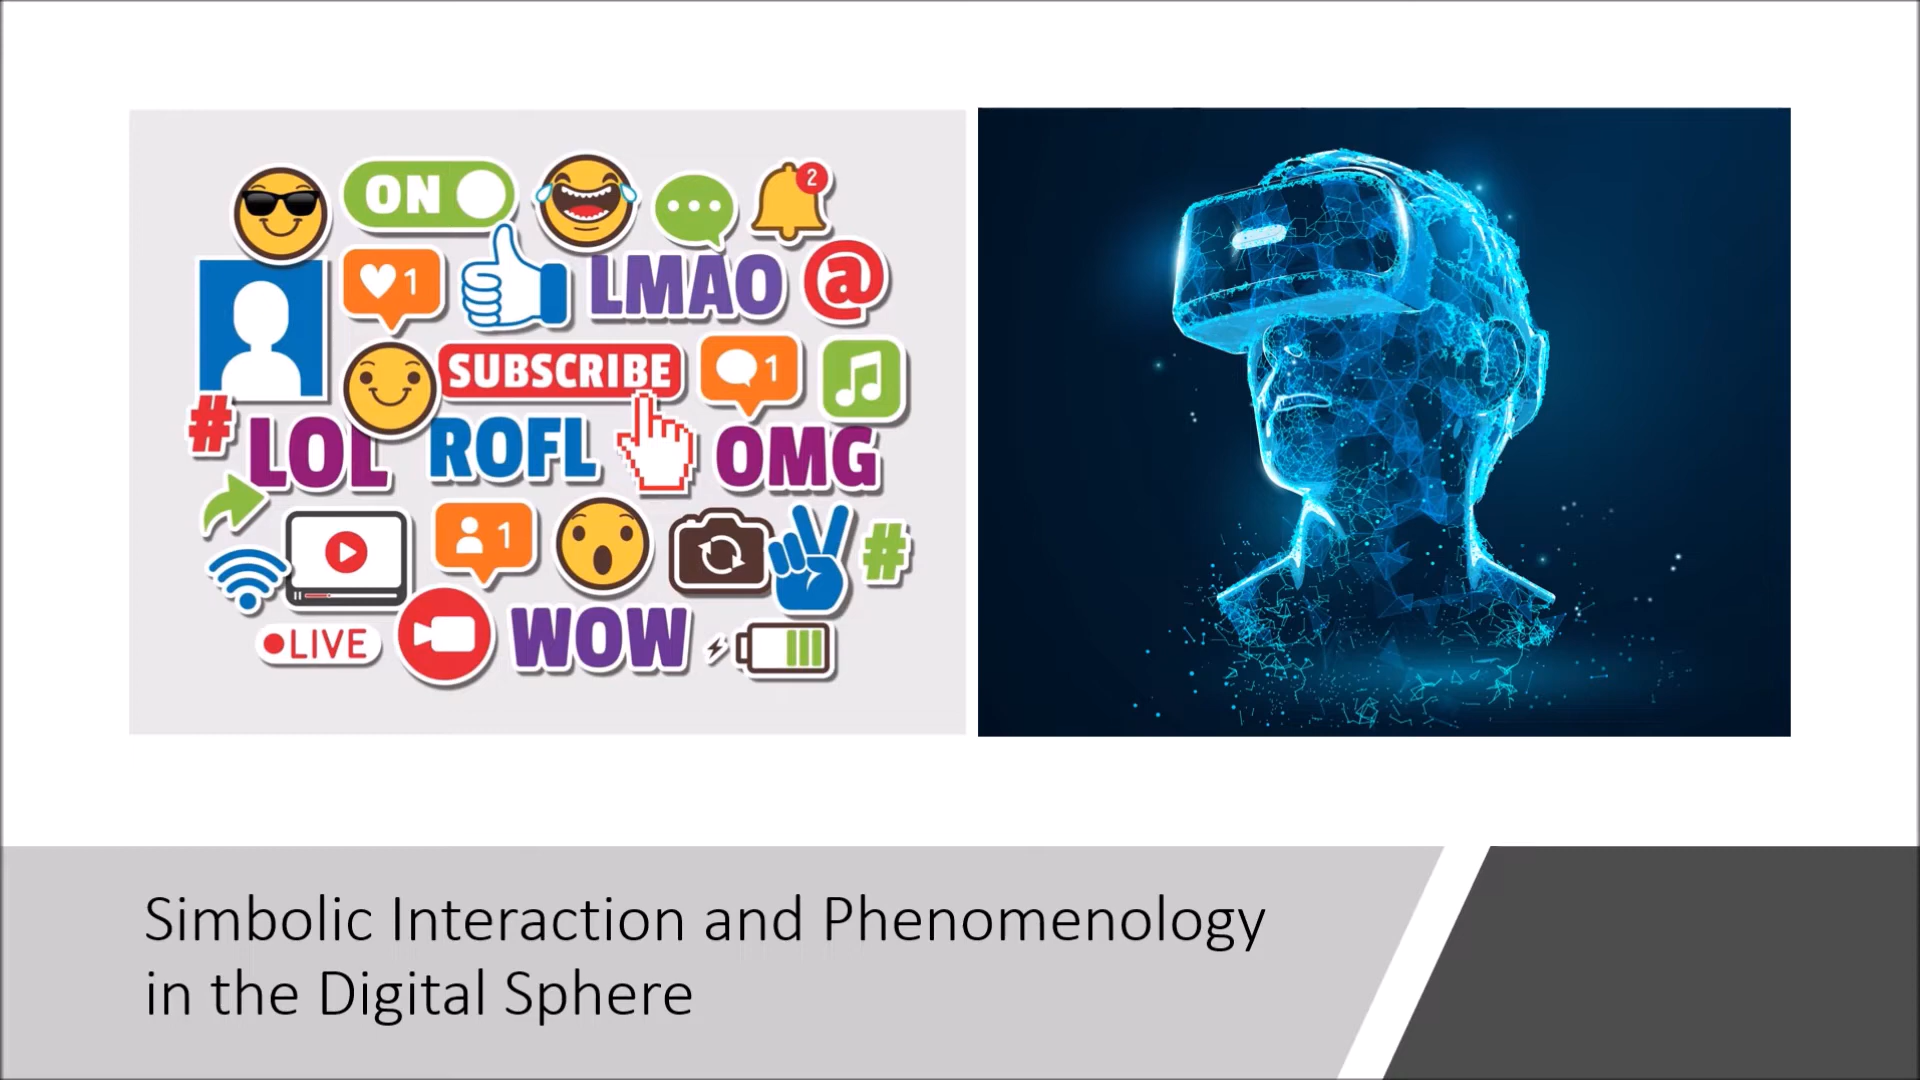 ON
2
1
LMAO
@
SUBSCRIBE
1
#
LOL
ROFL
OMG
1
#
LIVE
WOW
Simbolic Interaction and Phenomenology
in the Digital Sphere